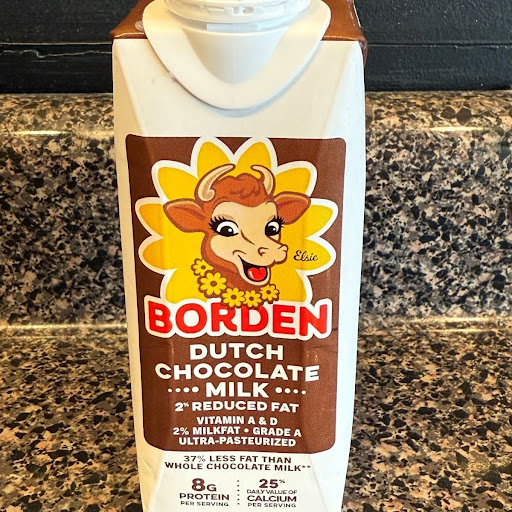 Elsie
BORDEN
DUTCH
CHOCOLATE
•••• MILK ••••
2% REDUCED FAT
VITAMIN A & D
2% MILKFAT • GRADE A
ULTRA-PASTEURIZED
37% LESS FAT THAN
WHOLE CHOCOLATE MILK**
8G
PROTEIN
PER SERVING
25%
DAILY VALUE OF
CALCIUM
PER SERVING